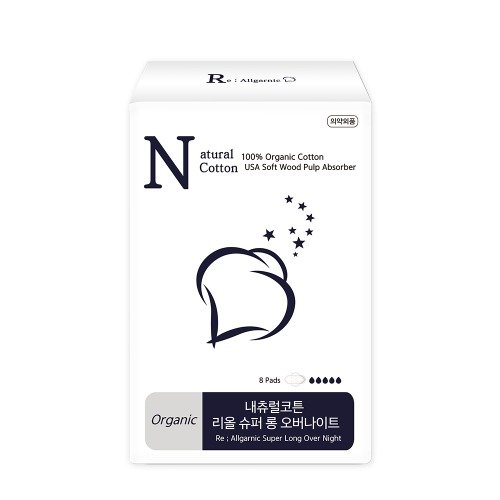 Re ; Allgarnic
의약외품
Natural Cotton
100% Organic Cotton
USA Soft Wood Pulp Absorber
8 Pads
Organic
내츄럴코튼
리올 슈퍼 롱 오버나이트
Re ; Allgarnic Super Long Over Night